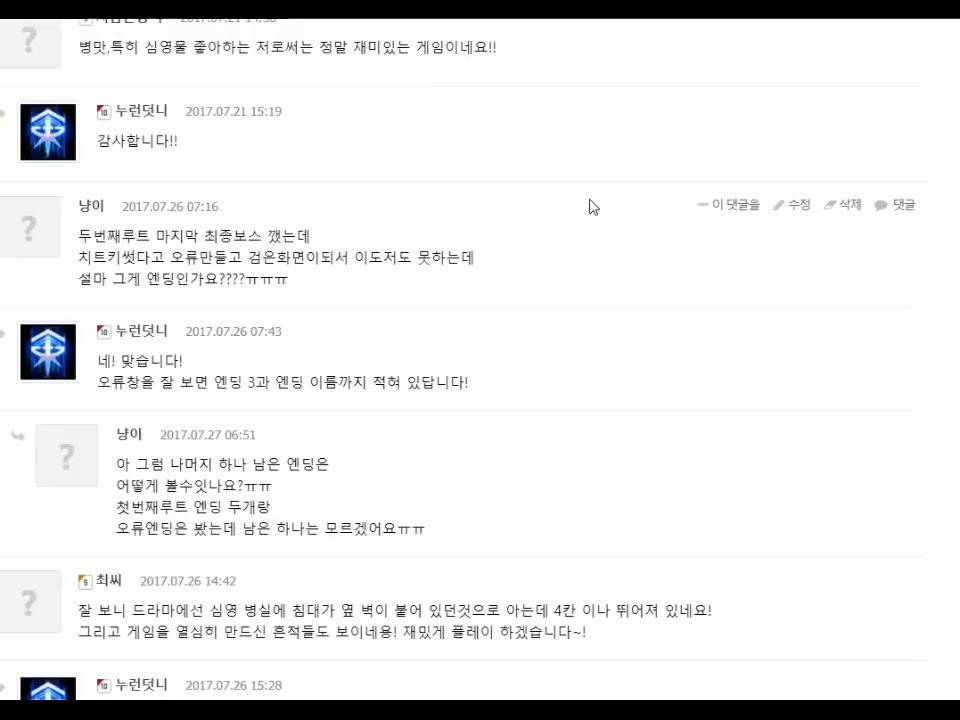 병맛,특히 심영물 좋아하는 저로써는 정말 재미있는 게임이네요!!
누런덧니 2017.07.21 15:19
감사합니다!!
냥이 2017.07.26 07:16 이 댓글을 수정 삭제 댓글
두번째루트 마지막 최종보스 깼는데
치트키썻다고 오류만들고 검은화면이되서 이도저도 못하는데
설마 그게 엔딩인가요????ㅠㅠㅠ
누런덧니 2017.07.26 07:43
네! 맞습니다!
오류창을 잘 보면 엔딩 3과 엔딩 이름까지 적혀 있답니다!
냥이 2017.07.27 06:51
아 그럼 나머지 하나 남은 엔딩은
어떻게 볼수잇나요?ㅠㅠ
첫번째루트 엔딩 두개랑
오류엔딩은 봤는데 남은 하나는 모르겠어요ㅠㅠ
최씨 2017.07.26 14:42
잘 보니 드라마에선 심영 병실에 침대가 옆 벽이 붙어 있던것으로 아는데 4칸 이나 뛰어져 있네요!
그리고 게임을 열심히 만드신 흔적들도 보이네용! 재밌게 플레이 하겠습니다~!
누런덧니 2017.07.26 15:28